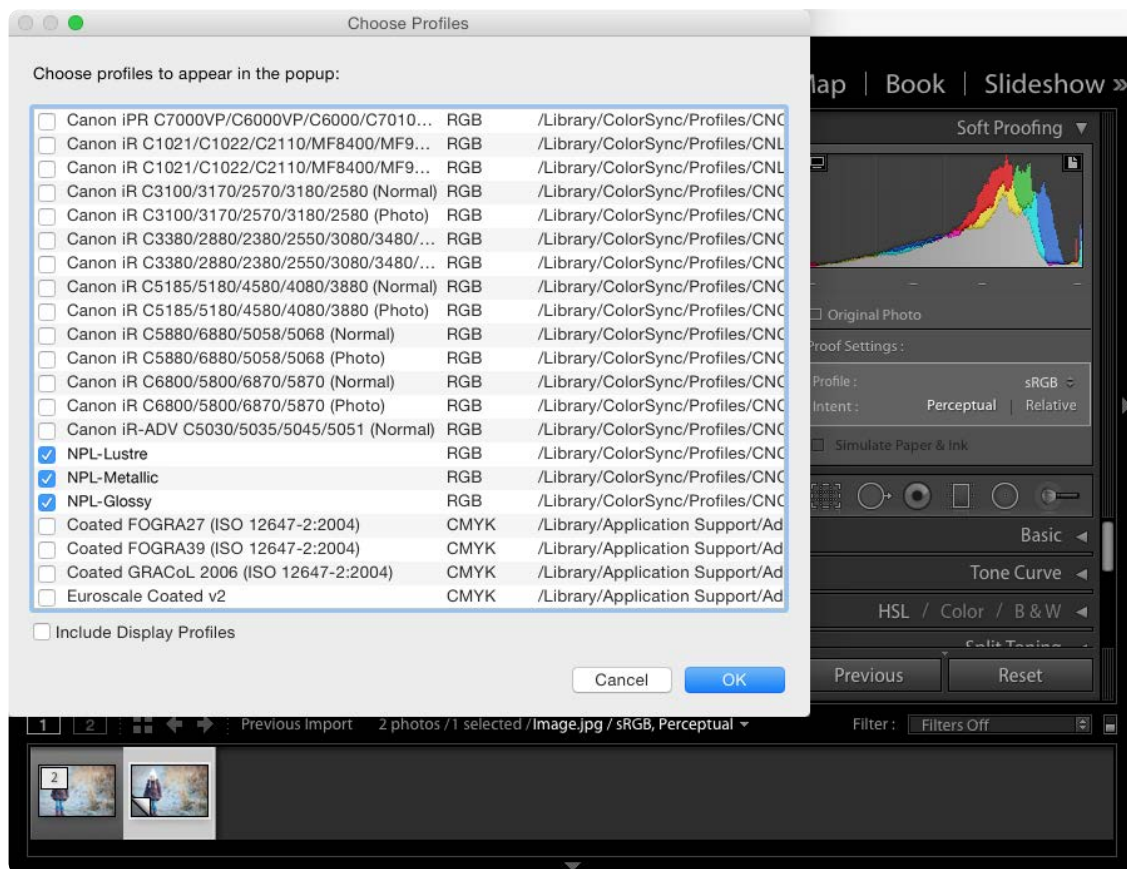 Choose Profiles
Choose profiles to appear in the popup:
Canon iPR C7000VP/C6000VP/C6000/C7010... RGB /Library/ColorSync/Profiles/CNC
Canon iR C1021/C1022/C2110/MF8400/MF9... RGB /Library/ColorSync/Profiles/CNL
Canon iR C1021/C1022/C2110/MF8400/MF9... RGB /Library/ColorSync/Profiles/CNL
Canon iR C3100/3170/2570/3180/2580 (Normal) RGB /Library/ColorSync/Profiles/CNC
Canon iR C3100/3170/2570/3180/2580 (Photo) RGB /Library/ColorSync/Profiles/CNC
Canon iR C3380/2880/2380/2550/3080/3480/... RGB /Library/ColorSync/Profiles/CNC
Canon iR C3380/2880/2380/2550/3080/3480/... RGB /Library/ColorSync/Profiles/CNC
Canon iR C5185/5180/4580/4080/3880 (Normal) RGB /Library/ColorSync/Profiles/CNC
Canon iR C5185/5180/4580/4080/3880 (Photo) RGB /Library/ColorSync/Profiles/CNC
Canon iR C5880/6880/5058/5068 (Normal) RGB /Library/ColorSync/Profiles/CNC
Canon iR C5880/6880/5058/5068 (Photo) RGB /Library/ColorSync/Profiles/CNC
Canon iR C6800/5800/6870/5870 (Normal) RGB /Library/ColorSync/Profiles/CNC
Canon iR C6800/5800/6870/5870 (Photo) RGB /Library/ColorSync/Profiles/CNC
Canon iR-ADV C5030/5035/5045/5051 (Normal) RGB /Library/ColorSync/Profiles/CNC
NPL-Lustre RGB /Library/ColorSync/Profiles/CNC
NPL-Metallic RGB /Library/ColorSync/Profiles/CNC
NPL-Glossy RGB /Library/ColorSync/Profiles/CNC
Coated FOGRA27 (ISO 12647-2:2004) CMYK /Library/Application Support/Ad
Coated FOGRA39 (ISO 12647-2:2004) CMYK /Library/Application Support/Ad
Coated GRACoL 2006 (ISO 12647-2:2004) CMYK /Library/Application Support/Ad
Euroscale Coated v2 CMYK /Library/Application Support/Ad
Include Display Profiles
Cancel OK
Map | Book | Slideshow »
Soft Proofing
Original Photo
Proof Settings :
Profile : sRGB
Intent : Perceptual | Relative
Simulate Paper & Ink
Basic
Tone Curve
HSL / Color / B & W
Split Toning
Previous Reset
1 2 Previous Import 2 photos / 1 selected / Image.jpg / sRGB, Perceptual Filter : Filters Off
2